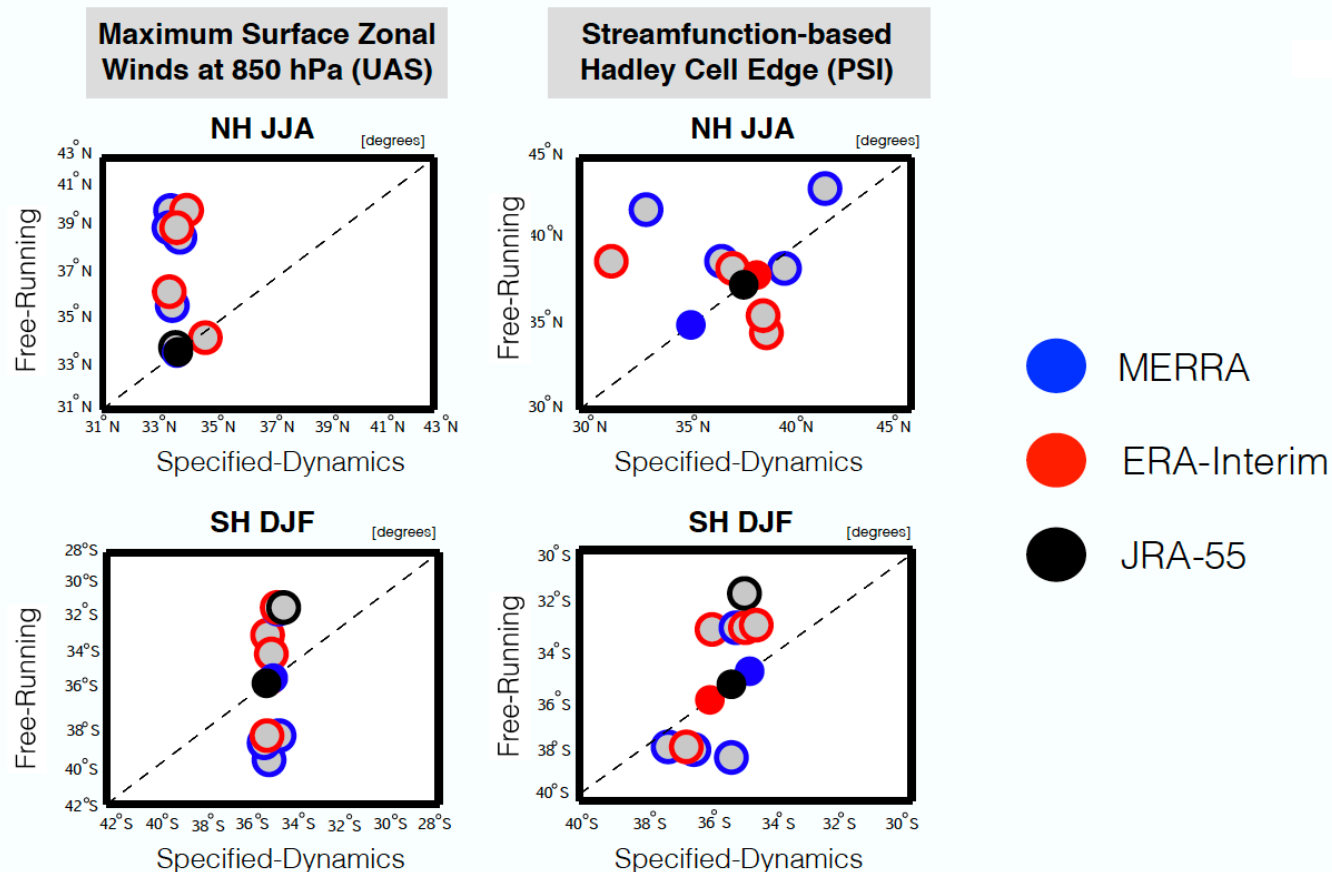 Maximum Surface Zonal
Winds at 850 hPa (UAS)
Streamfunction-based
Hadley Cell Edge (PSI)
NH JJA
[degrees]
43° N
41° N
39° N
37° N
35° N
33° N
31° N
Free-Running
31° N 33° N 35° N 37° N 39° N 41° N 43° N
Specified-Dynamics
NH JJA
[degrees]
45° N
40° N
35° N
30° N
Free-Running
30° N 35° N 40° N 45° N
Specified-Dynamics
MERRA
ERA-Interim
JRA-55
SH DJF
[degrees]
28°S
30°S
32°S
34°S
36°S
38°S
40°S
42°S
Free-Running
42°S 40°S 38°S 36°S 34°S 32°S 30°S 28°S
Specified-Dynamics
SH DJF
[degrees]
30°S
32°S
34°S
36°S
38°S
40°S
Free-Running
40°S 38°S 36°S 34°S 32°S 30°S
Specified-Dynamics